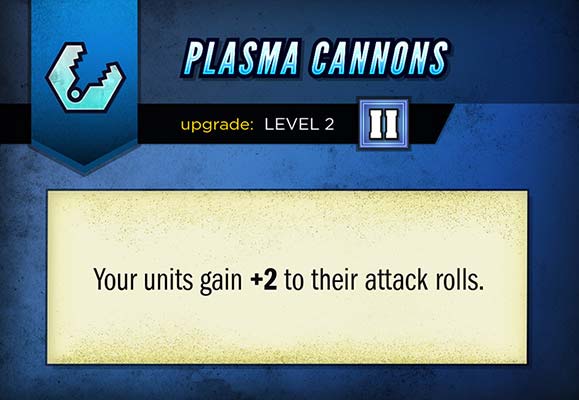 PLASMA CANNONS
upgrade: LEVEL 2 II
Your units gain +2 to their attack rolls.